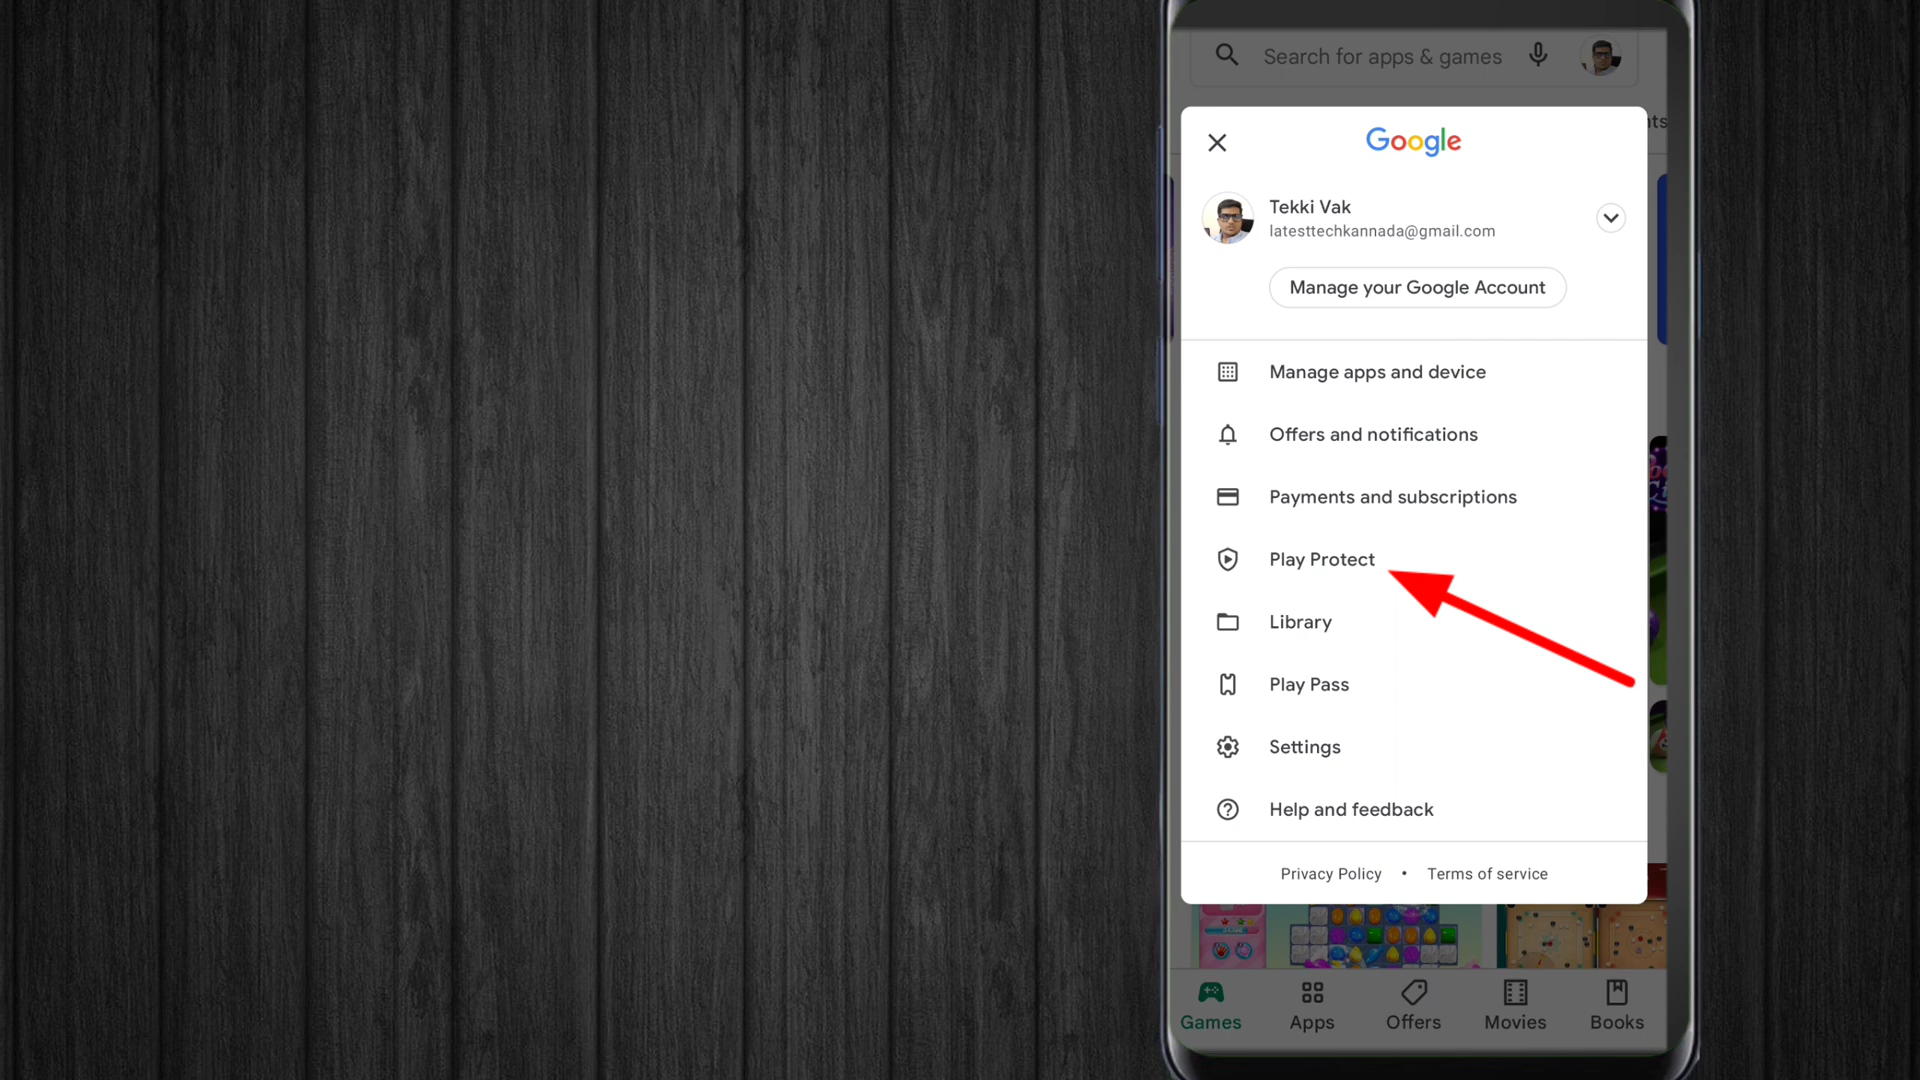 Search for apps & games
nts
Google
Tekki Vak
latesttechkannada@gmail.com
Manage your Google Account
Manage apps and device
Offers and notifications
Payments and subscriptions
Play Protect
Library
Play Pass
Settings
Help and feedback
Privacy Policy • Terms of service
Games Apps Offers Movies Books